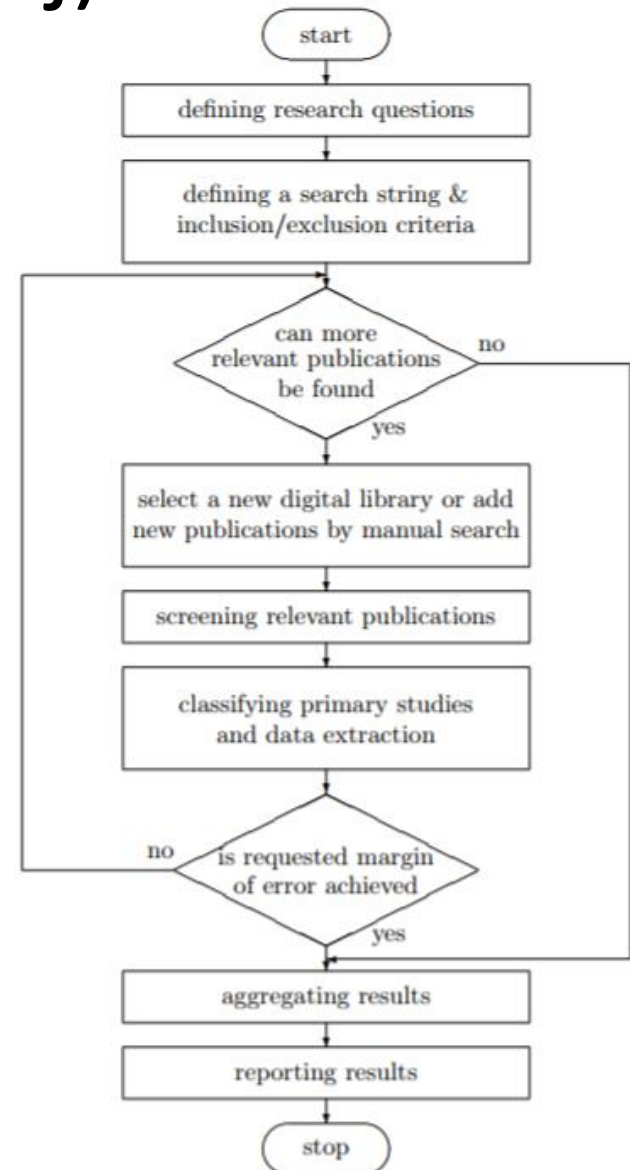 start
defining research questions
defining a search string &
inclusion/exclusion criteria
can more
relevant publications
be found
no
yes
select a new digital library or add
new publications by manual search
screening relevant publications
classifying primary studies
and data extraction
no
is requested margin
of error achieved
yes
aggregating results
reporting results
stop